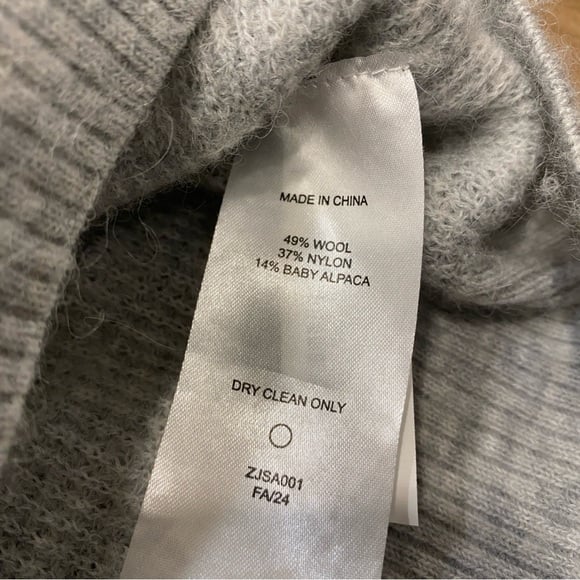 MADE IN CHINA
49% WOOL
37% NYLON
14% BABY ALPACA
DRY CLEAN ONLY
ZJSA001
FA/24